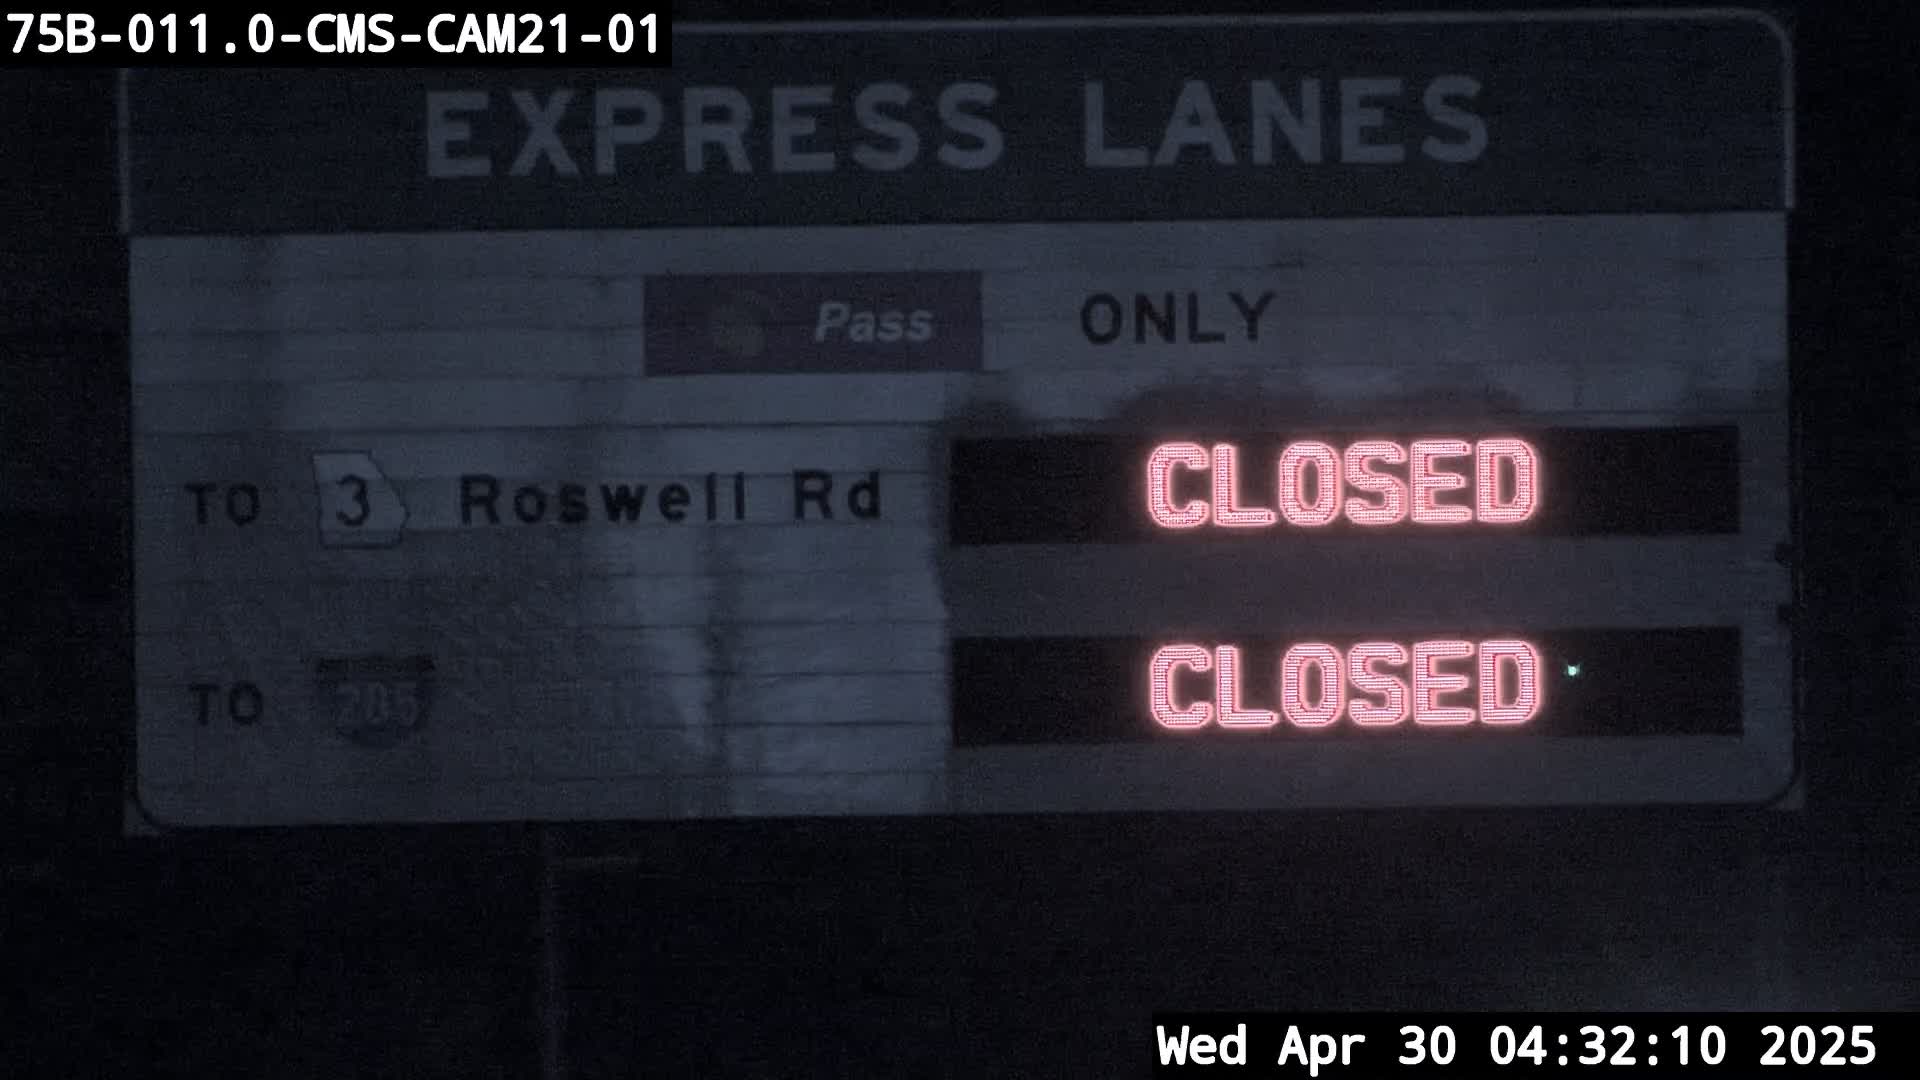 75B-011.0-CMS-CAM21-01
EXPRESS LANES
Pass ONLY
TO 3 Roswell Rd CLOSED
TO 285 CLOSED
Wed Apr 30 04:32:10 2025